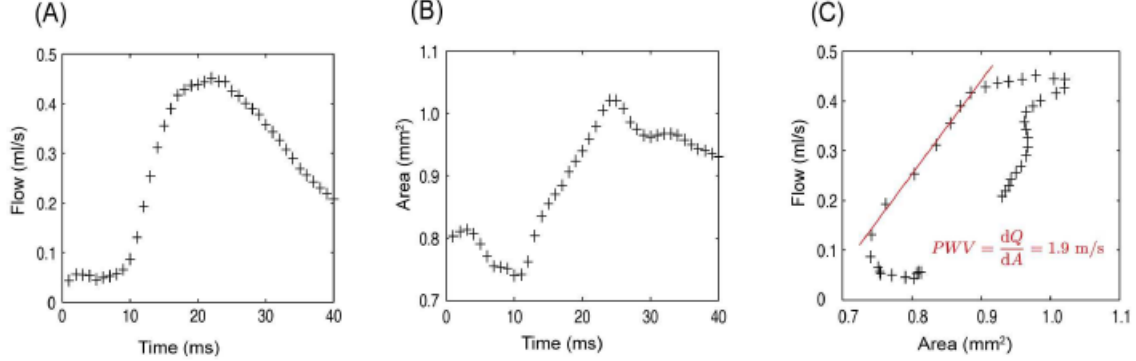 (A)
Flow (ml/s)
0.5
0.4
0.3
0.2
0.1
0
0 10 20 30 40
Time (ms)
(B)
Area (mm²)
1.1
1.0
0.9
0.8
0.7
0 10 20 30 40
Time (ms)
(C)
Flow (ml/s)
0.5
0.4
0.3
0.2
0.1
0
PWV = dQ/dA = 1.9 m/s
0.7 0.8 0.9 1.0 1.1
Area (mm²)